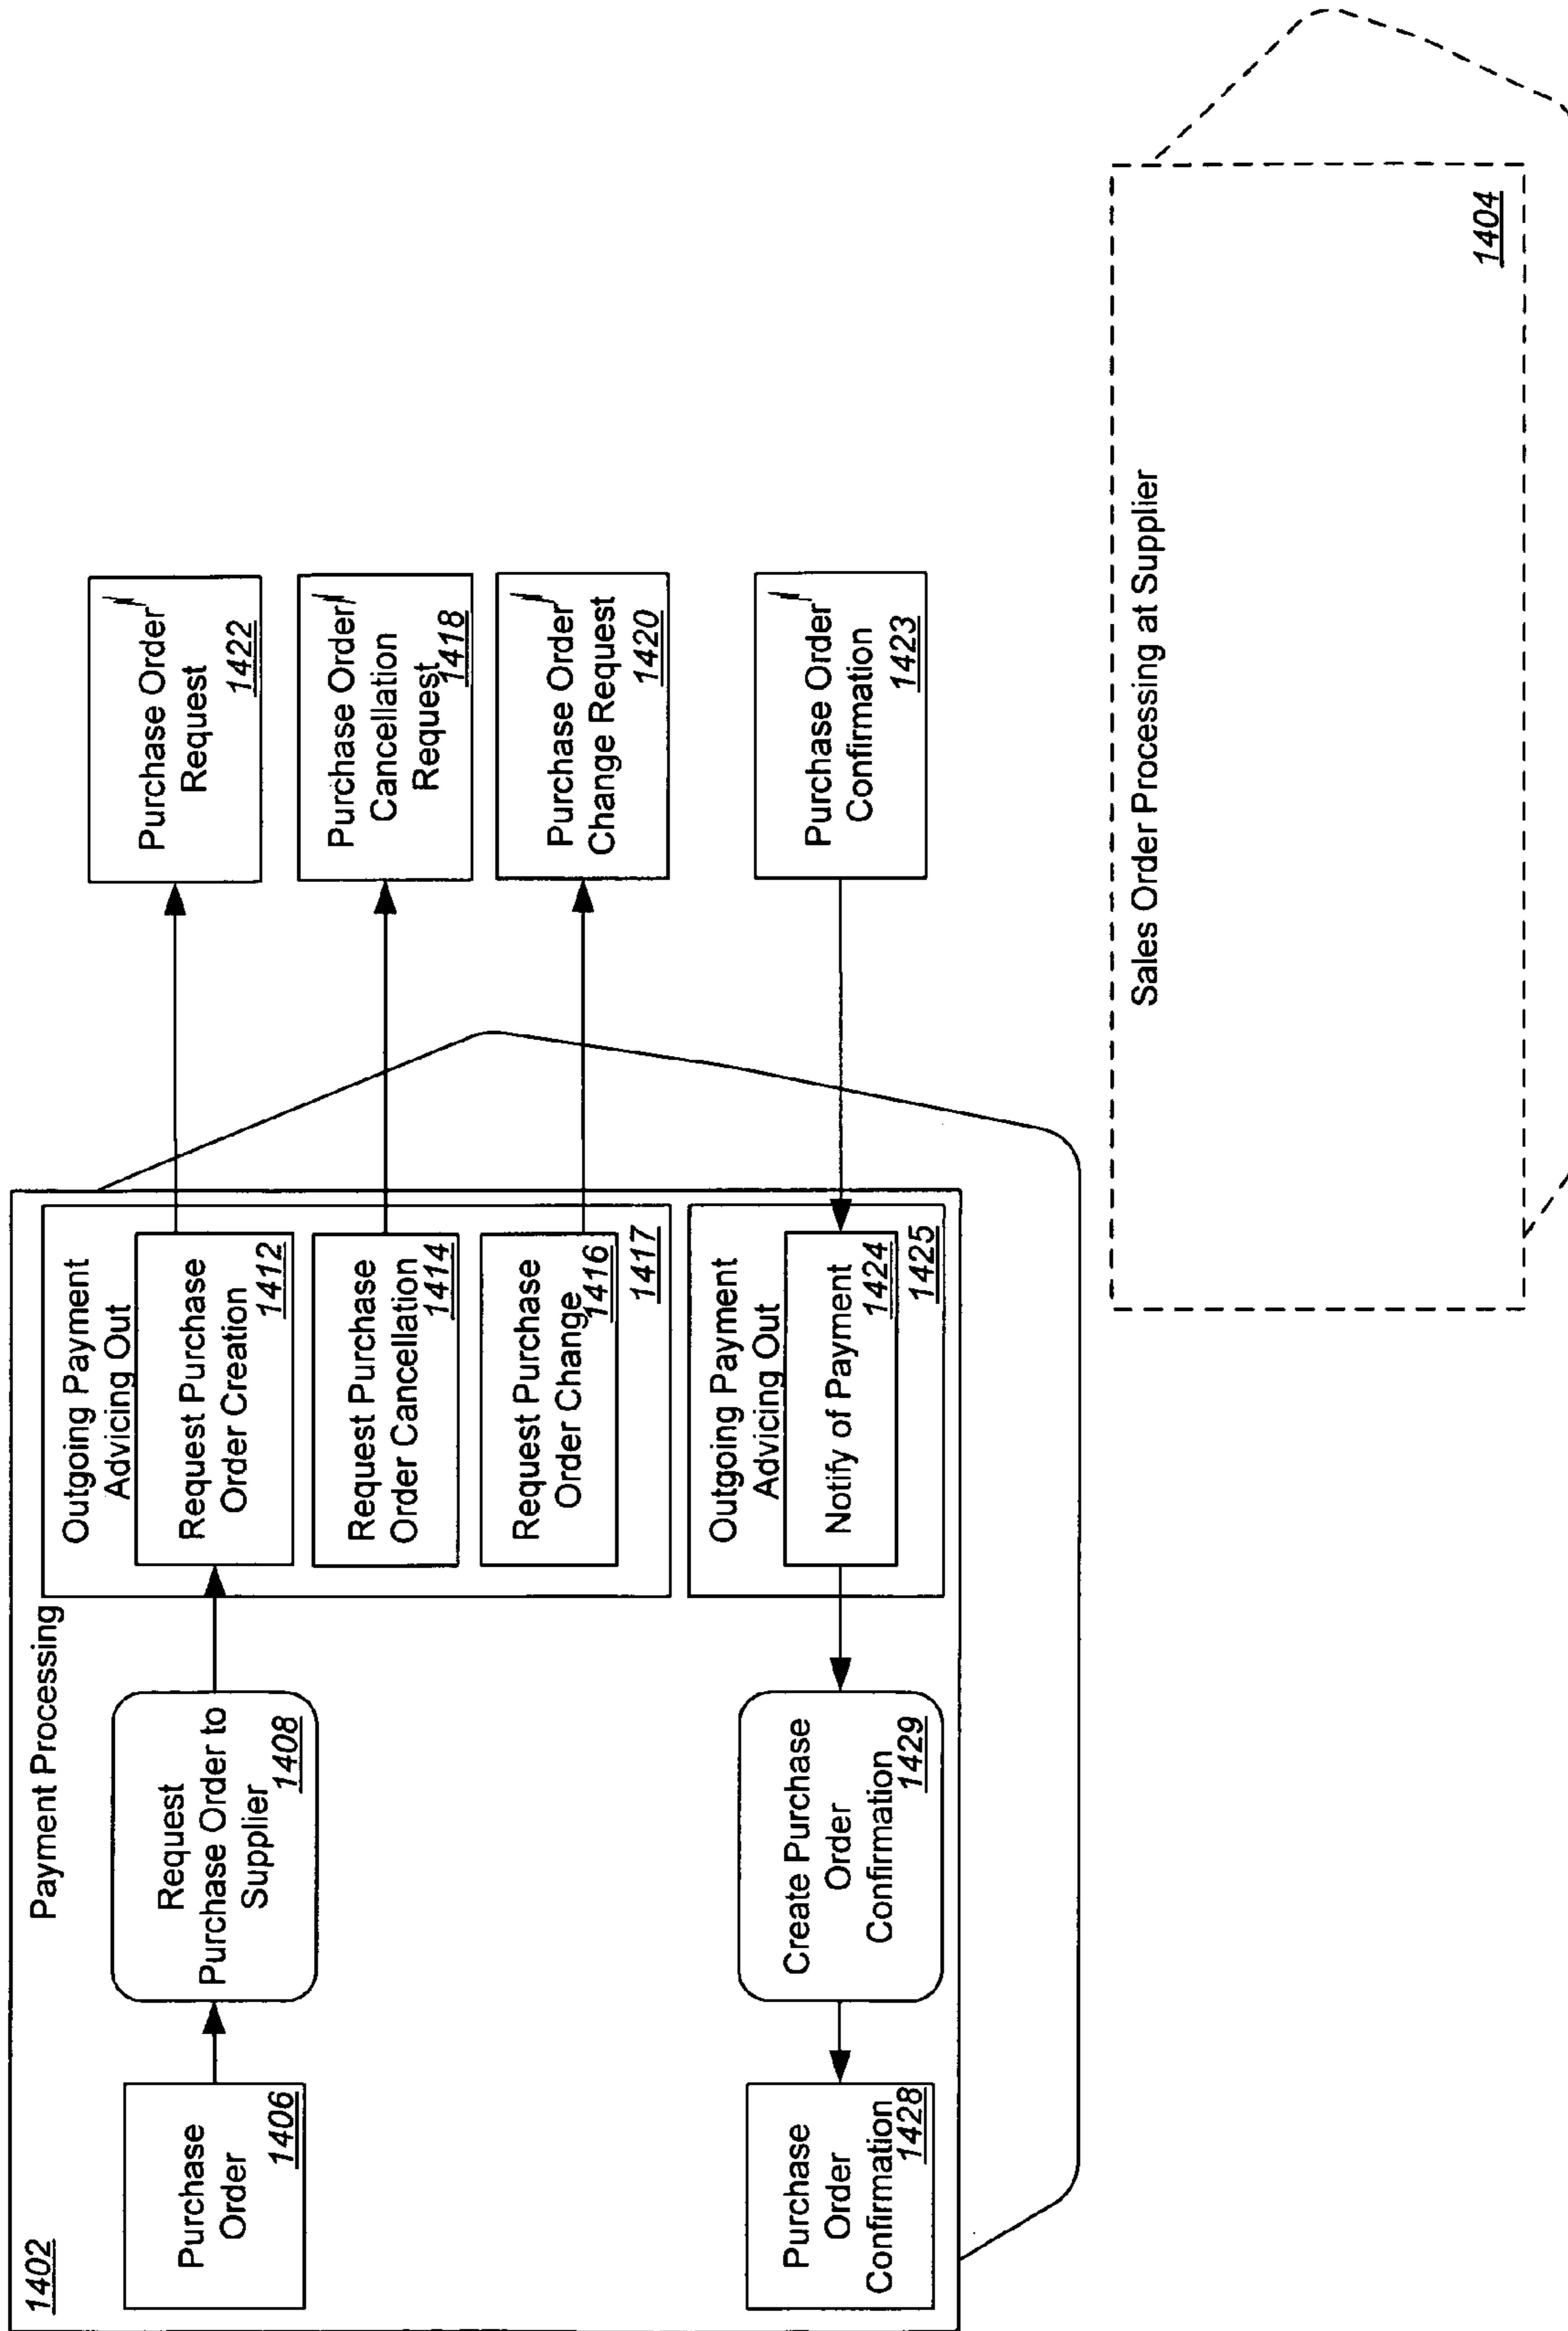 1402
Payment Processing
Purchase
Order
1406
Request
Purchase Order to
Supplier
1408
Outgoing Payment
Advicing Out
Request Purchase
Order Creation
1412
Request Purchase
Order Cancellation
1414
Request Purchase
Order Change
1416
1417
Purchase Order
Request
1422
Purchase Order
Cancellation
Request
1418
Purchase Order
Change Request
1420
Purchase Order
Confirmation
1428
Create Purchase
Order
Confirmation
1429
Outgoing Payment
Advicing Out
Notify of Payment
1424
1425
Purchase Order
Confirmation
1423
Sales Order Processing at Supplier
1404